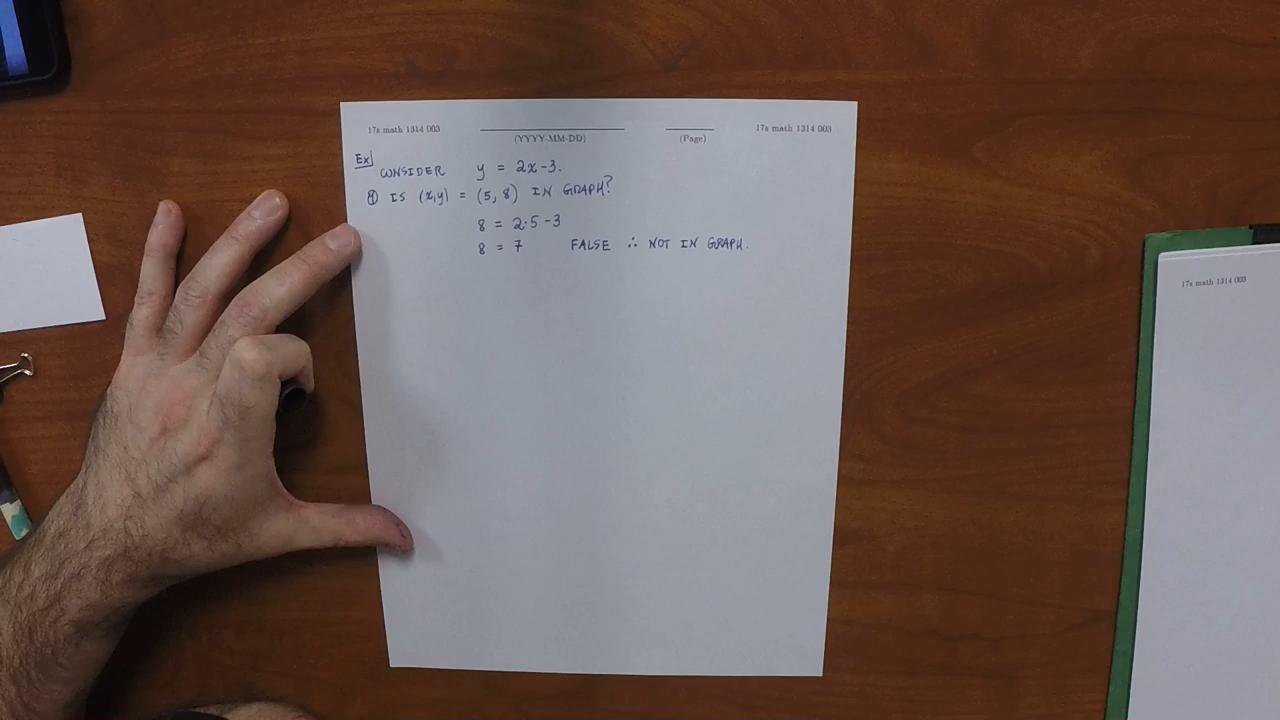 17s math 1314 003 (YYYY-MM-DD) (Page) 17s math 1314 003
Ex
CONSIDER y = 2x-3.
IS (x,y) = (5, 8) IN GRAPH?
8 = 2·5-3
8 = 7 FALSE ∴ NOT IN GRAPH.
17s math 1314 003